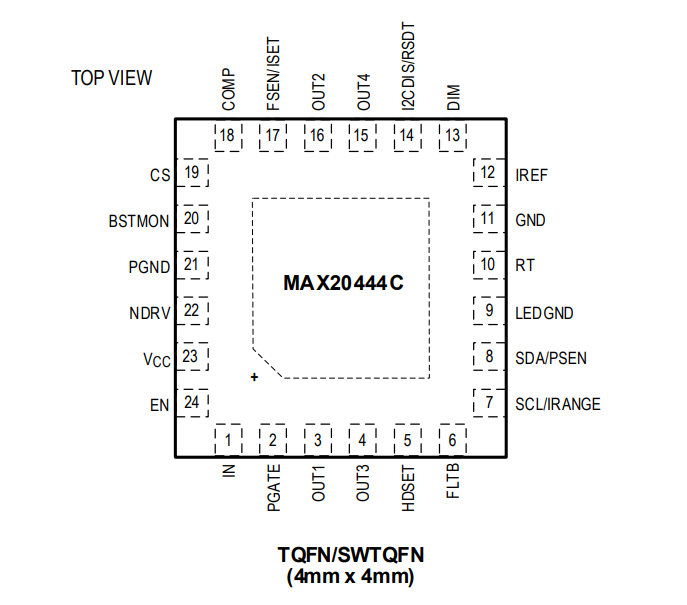 TOP VIEW
COMP
FSEN/ISET
OUT2
OUT4
I2CDIS/RSDT
DIM
18
17
16
15
14
13
CS
19
12
IREF
BSTMON
20
11
GND
PGND
21
10
RT
MAX20444C
NDRV
22
9
LEDGND
VCC
23
8
SDA/PSEN
+
EN
24
7
SCL/IRANGE
1
2
3
4
5
6
IN
PGATE
OUT1
OUT3
HDSET
FLTB
TQFN/SWTQFN
(4mm x 4mm)